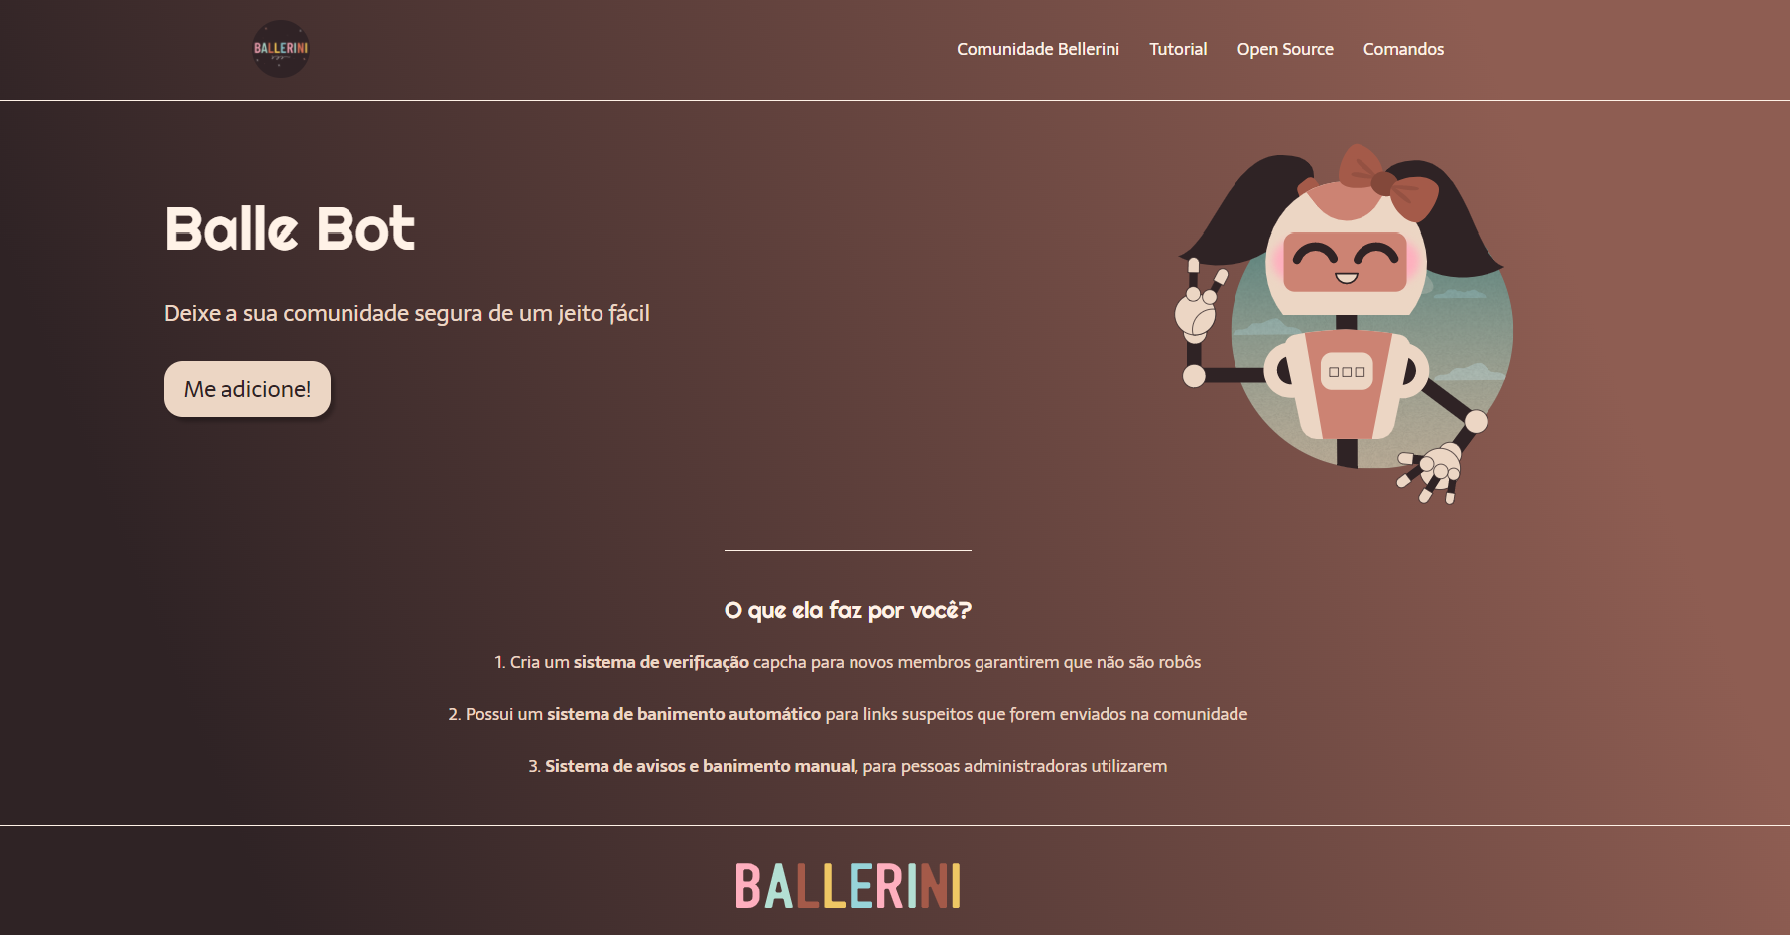 BALLERINI
Comunidade Bellerini
Tutorial
Open Source
Comandos
Balle Bot
Deixe a sua comunidade segura de um jeito fácil
Me adicione!
O que ela faz por você?
1. Cria um sistema de verificação capcha para novos membros garantirem que não são robôs
2. Possui um sistema de banimento automático para links suspeitos que forem enviados na comunidade
3. Sistema de avisos e banimento manual, para pessoas administradoras utilizarem
BALLERINI